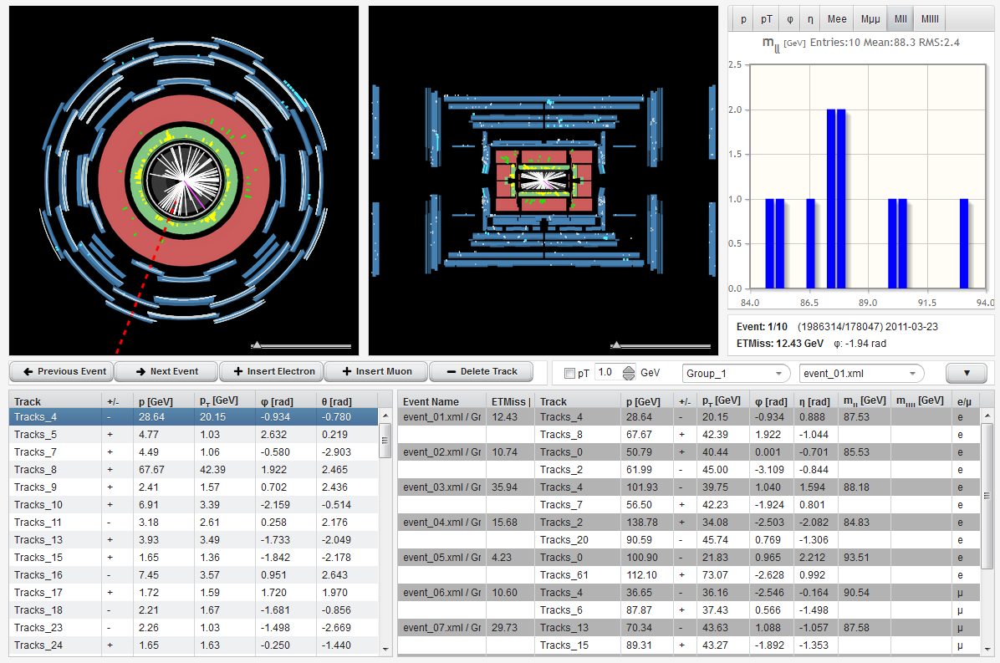 p pT φ η Mee Mμμ Mll Mllll
mll [GeV] Entries:10 Mean:88.3 RMS:2.4
2.5
2.0
1.5
1.0
0.5
0.0
84.0 86.5 89.0 91.5 94.0
Event: 1/10 (1986314/178047) 2011-03-23
ETMiss: 12.43 GeV φ: -1.94 rad
Previous Event Next Event Insert Electron Insert Muon Delete Track pT 1.0 GeV Group_1 event_01.xml
Track +/- p [GeV] pT [GeV] φ [rad] θ [rad]
Tracks_4 - 28.64 20.15 -0.934 -0.780
Tracks_5 + 4.77 1.03 2.632 0.219
Tracks_7 + 4.49 1.06 -0.580 -2.903
Tracks_8 + 67.67 42.39 1.922 2.465
Tracks_9 + 2.41 1.57 0.702 2.436
Tracks_10 + 6.91 3.39 -2.159 -0.514
Tracks_11 - 3.18 2.61 0.258 2.176
Tracks_13 + 3.93 3.49 -1.733 -2.049
Tracks_15 + 1.65 1.36 -1.842 -2.178
Tracks_16 - 7.45 3.57 0.951 2.643
Tracks_17 + 1.72 1.59 1.720 1.970
Tracks_18 - 2.21 1.67 -1.681 -0.856
Tracks_23 - 2.26 1.03 -1.498 -2.669
Tracks_24 + 1.65 1.63 -0.250 -1.440
Event Name ETMiss | Track p [GeV] +/- pT [GeV] φ [rad] η [rad] mll [GeV] mllll [GeV] e/μ
event_01.xml / Gr 12.43 Tracks_4 28.64 - 20.15 -0.934 0.888 87.53 e
Tracks_8 67.67 + 42.39 1.922 -1.044 e
event_02.xml / Gr 10.74 Tracks_0 50.79 + 40.44 0.001 -0.701 85.53 e
Tracks_2 61.99 - 45.00 -3.109 -0.844 e
event_03.xml / Gr 35.94 Tracks_4 101.93 - 39.75 1.040 1.594 88.18 e
Tracks_7 56.50 + 42.23 -1.924 0.801 e
event_04.xml / Gr 15.68 Tracks_2 138.78 + 34.08 -2.503 -2.082 84.83 e
Tracks_20 90.59 - 45.74 0.769 -1.306 e
event_05.xml / Gr 4.23 Tracks_0 100.90 - 21.83 0.965 2.212 93.51 e
Tracks_61 112.10 + 73.07 -2.628 0.992 e
event_06.xml / Gr 10.60 Tracks_4 36.65 - 36.16 -2.546 -0.164 90.54 μ
Tracks_6 87.87 + 37.43 0.566 -1.498 μ
event_07.xml / Gr 29.73 Tracks_13 70.34 - 43.63 1.088 -1.057 87.58 μ
Tracks_15 89.31 + 43.27 -1.892 -1.353 μ